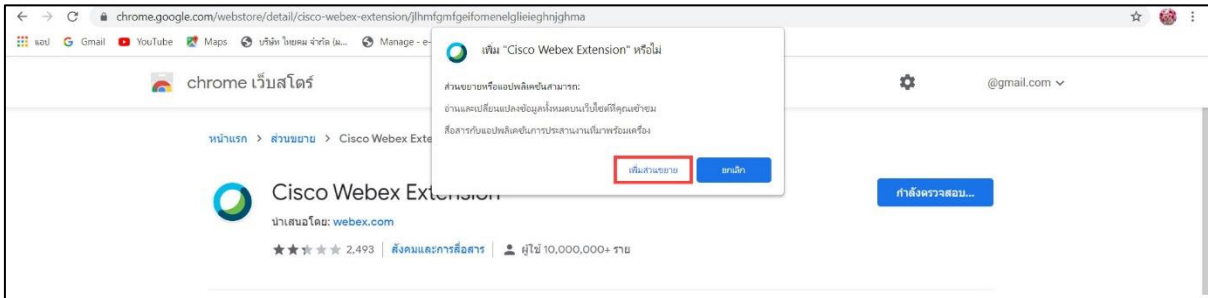 chrome.google.com/webstore/detail/cisco-webex-extension/jlhmfgmfgeifomenelglieieghnjghma
แอป Gmail YouTube Maps บริษัท ไทยคม จำกัด (ม... Manage - e-
เพิ่ม "Cisco Webex Extension" หรือไม่
ส่วนขยายหรือแอปพลิเคชันสามารถ:
อ่านและเปลี่ยนแปลงข้อมูลทั้งหมดบนเว็บไซต์ที่คุณเข้าชม
สื่อสารกับแอปพลิเคชันการประสานงานที่มาพร้อมเครื่อง
เพิ่มส่วนขยาย ยกเลิก
chrome เว็บสโตร์ @gmail.com
หน้าแรก > ส่วนขยาย > Cisco Webex Exte
Cisco Webex Extension
กำลังตรวจสอบ...
นำเสนอโดย: webex.com
2,493 สังคมและการสื่อสาร ผู้ใช้ 10,000,000+ ราย